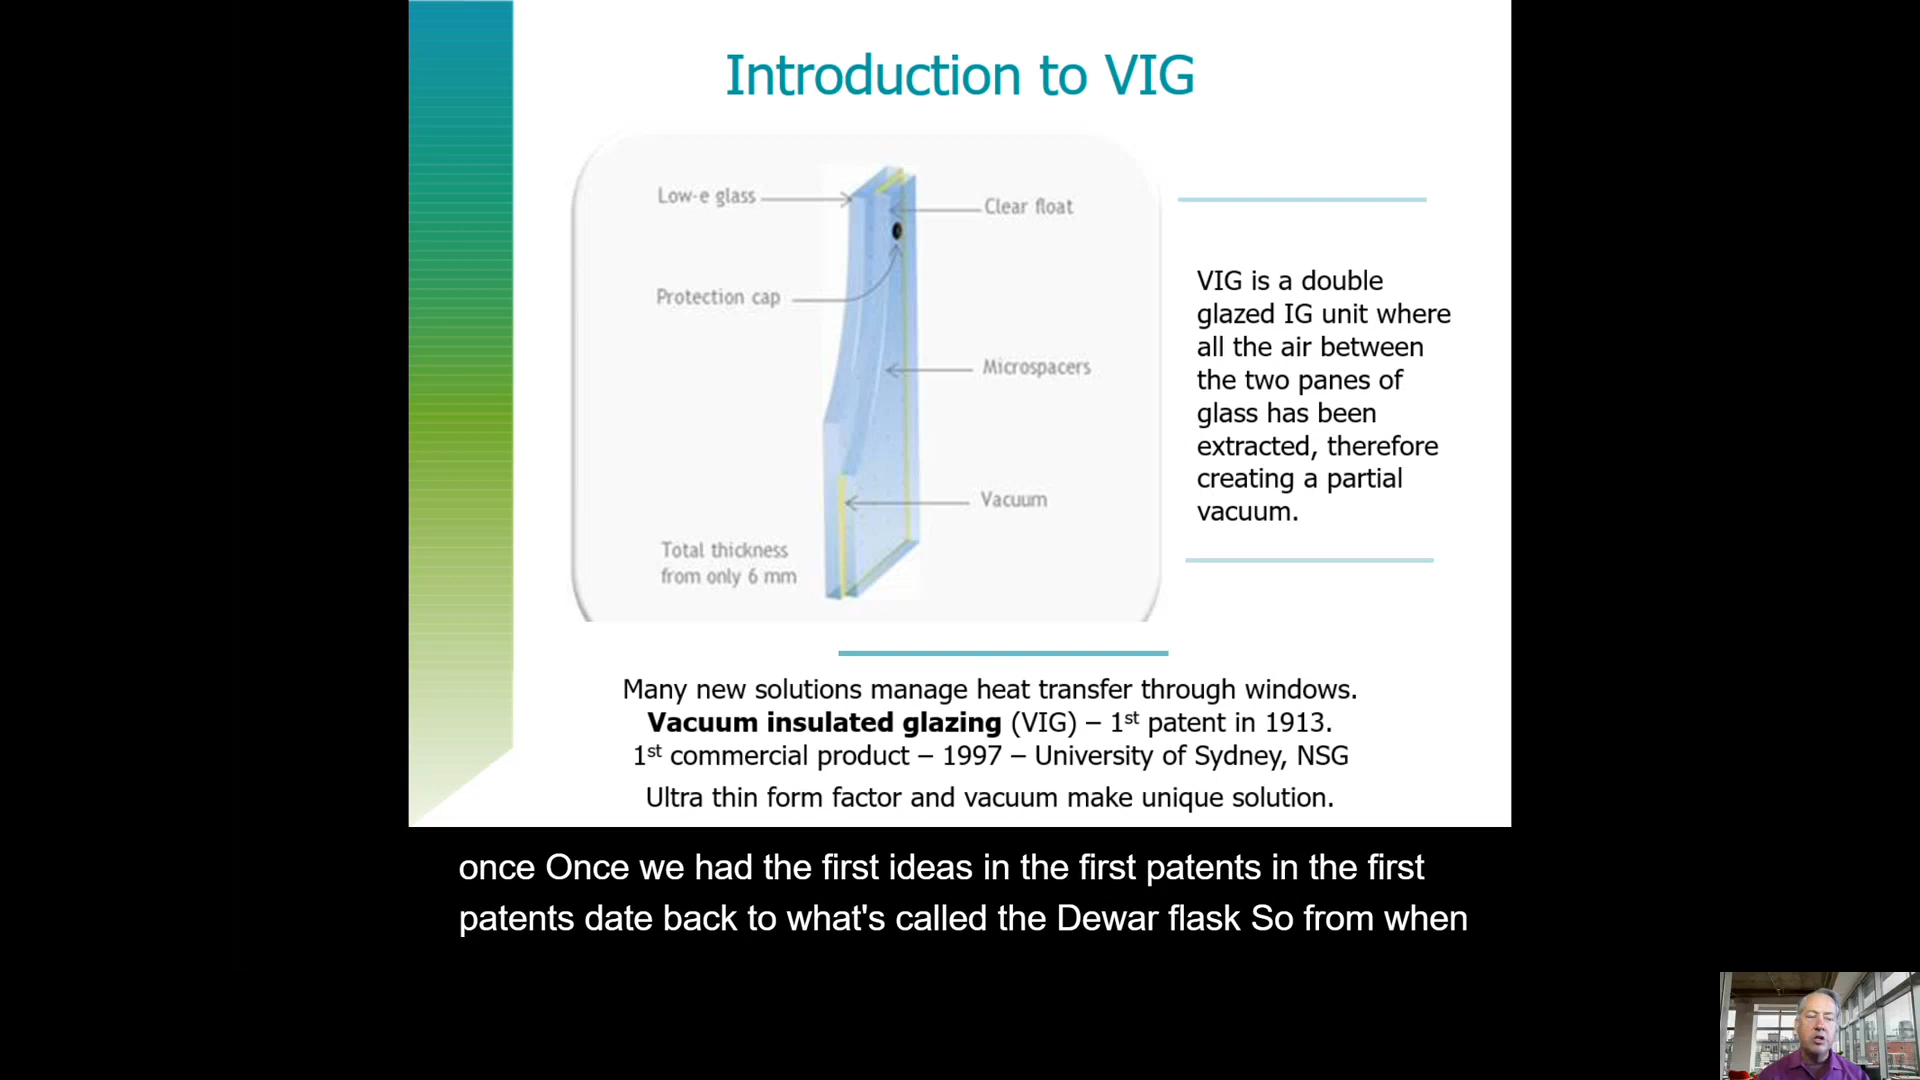 Introduction to VIG
Low-e glass
Clear float
Protection cap
Microspacers
Vacuum
Total thickness
from only 6 mm
VIG is a double
glazed IG unit where
all the air between
the two panes of
glass has been
extracted, therefore
creating a partial
vacuum.
Many new solutions manage heat transfer through windows.
Vacuum insulated glazing (VIG) – 1st patent in 1913.
1st commercial product – 1997 – University of Sydney, NSG
Ultra thin form factor and vacuum make unique solution.
once Once we had the first ideas in the first patents in the first
patents date back to what's called the Dewar flask So from when